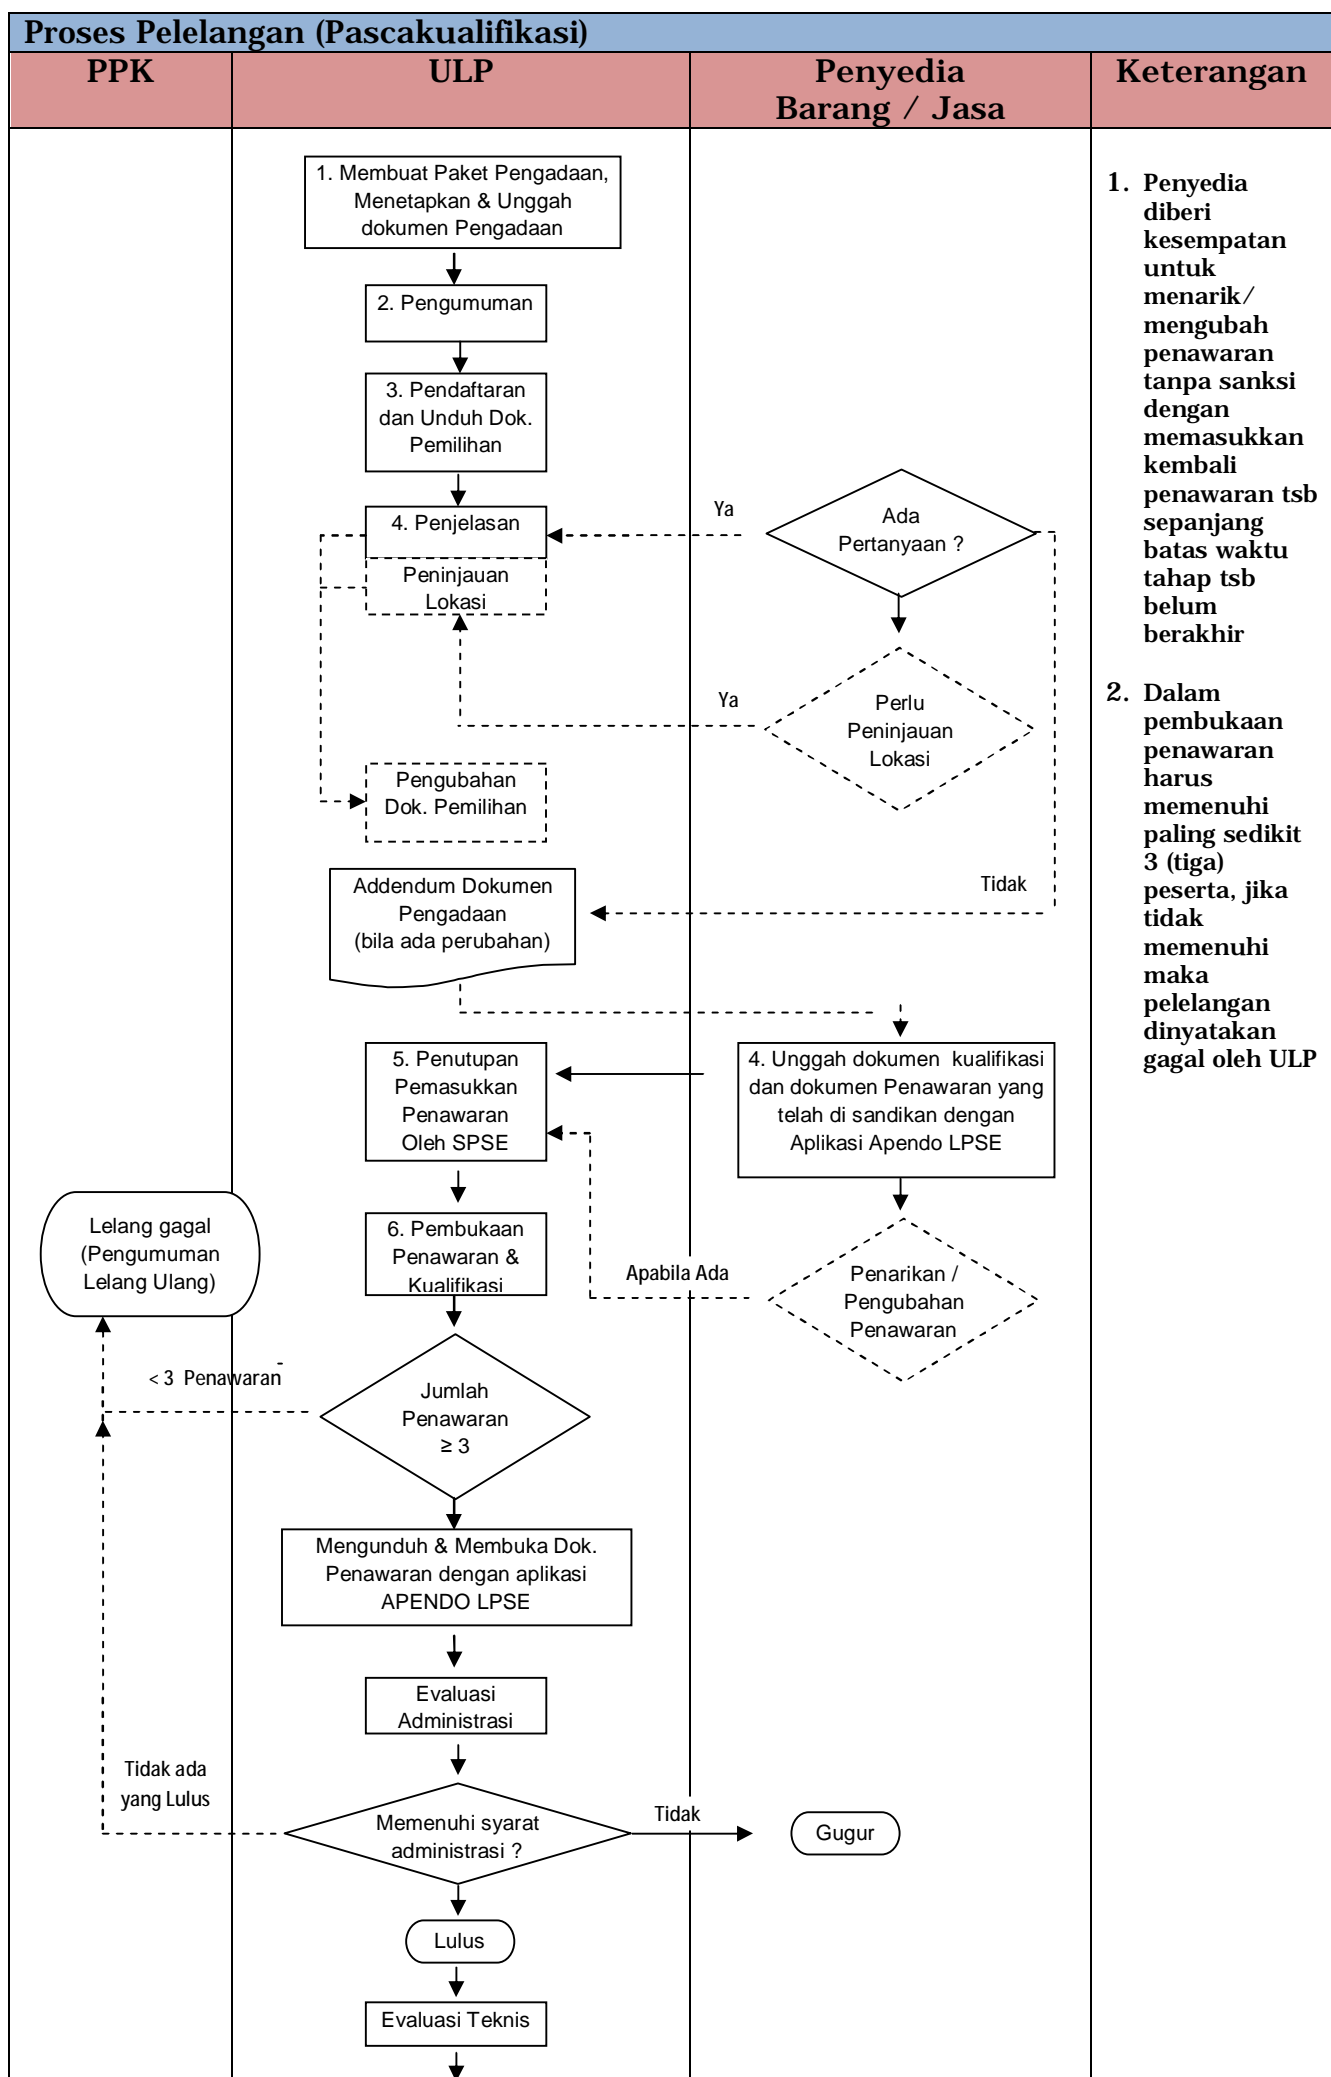 Proses Pelelangan (Pascakualifikasi)
PPK
ULP
Penyedia
Barang / Jasa
Keterangan
1. Membuat Paket Pengadaan,
Menetapkan & Unggah
dokumen Pengadaan
2. Pengumuman
3. Pendaftaran
dan Unduh Dok.
Pemilihan
4. Penjelasan
Peninjauan
Lokasi
Ya
Ada
Pertanyaan ?
Ya
Perlu
Peninjauan
Lokasi
Pengubahan
Dok. Pemilihan
Tidak
Addendum Dokumen
Pengadaan
(bila ada perubahan)
5. Penutupan
Pemasukkan
Penawaran
Oleh SPSE
4. Unggah dokumen  kualifikasi
dan dokumen Penawaran yang
telah di sandikan dengan
Aplikasi Apendo LPSE
Lelang gagal
(Pengumuman
Lelang Ulang)
6. Pembukaan
Penawaran &
Kualifikasi
Apabila Ada
Penarikan /
Pengubahan
Penawaran
< 3  Penawaran
Jumlah
Penawaran
≥ 3
Mengunduh & Membuka Dok.
Penawaran dengan aplikasi
APENDO LPSE
Evaluasi
Administrasi
Tidak ada
yang Lulus
Memenuhi syarat
administrasi ?
Tidak
Gugur
Lulus
Evaluasi Teknis
1. Penyedia
diberi
kesempatan
untuk
menarik/
mengubah
penawaran
tanpa sanksi
dengan
memasukkan
kembali
penawaran tsb
sepanjang
batas waktu
tahap tsb
belum
berakhir
2. Dalam
pembukaan
penawaran
harus
memenuhi
paling sedikit
3 (tiga)
peserta, jika
tidak
memenuhi
maka
pelelangan
dinyatakan
gagal oleh ULP